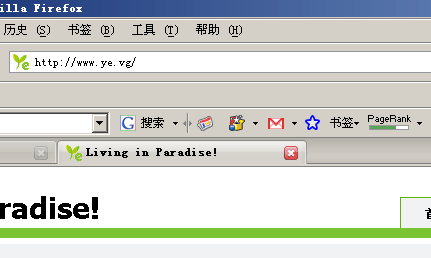 illa Firefox
历史 (S) 书签 (B) 工具 (T) 帮助 (H)
http://www.ye.vg/
搜索 书签 PageRank
Living in Paradise!
radise!